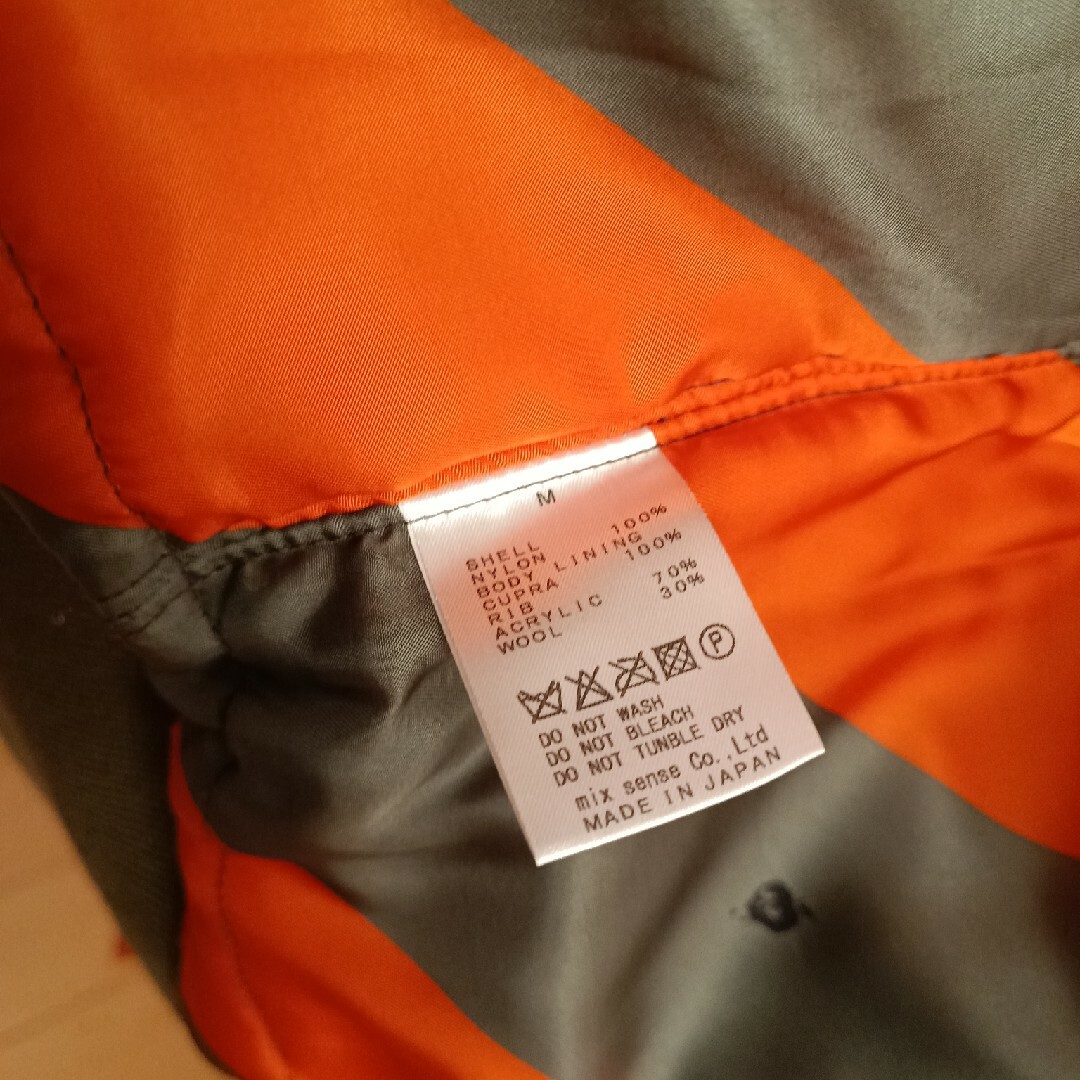 M
SHELL
NYLON 100%
BODY LINING
CUPRA 100%
RIB
ACRYLIC 70%
WOOL 30%
P
DO NOT WASH
DO NOT BLEACH
DO NOT TUNBLE DRY
mix sense Co., Ltd
MADE IN JAPAN